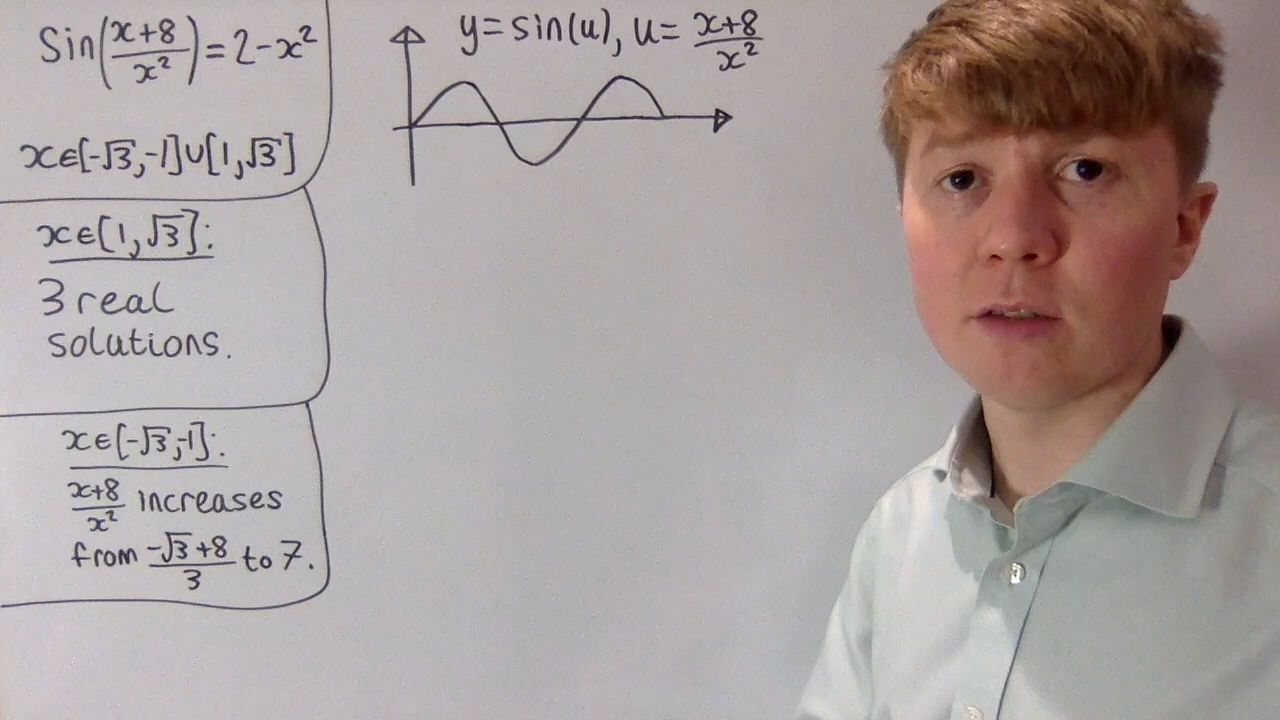 Sin((x+8)/x²) = 2-x²
x∈[-√3,-1]∪[1,√3]
x∈[1,√3]:
3 real
solutions.
x∈[-√3,-1]:
(x+8)/x² increases
from (-√3+8)/3 to 7.
y=sin(u), u= (x+8)/x²